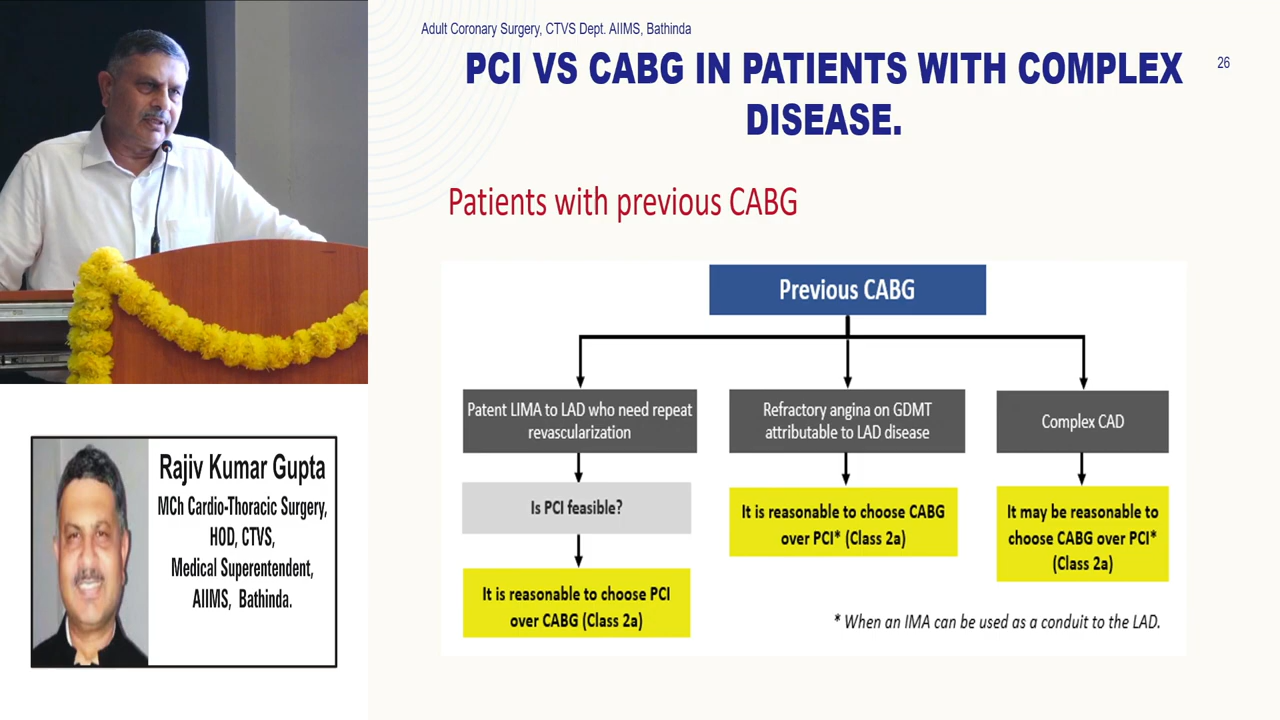 Adult Coronary Surgery, CTVS Dept. AIIMS, Bathinda
26
PCI VS CABG IN PATIENTS WITH COMPLEX
DISEASE.
Patients with previous CABG
Previous CABG
Patent LIMA to LAD who need repeat
revascularization
Is PCI feasible?
It is reasonable to choose PCI
over CABG (Class 2a)
Refractory angina on GDMT
attributable to LAD disease
It is reasonable to choose CABG
over PCI* (Class 2a)
Complex CAD
It may be reasonable to
choose CABG over PCI*
(Class 2a)
* When an IMA can be used as a conduit to the LAD.
Rajiv Kumar Gupta
MCh Cardio-Thoracic Surgery,
HOD, CTVS,
Medical Superentendent,
AIIMS, Bathinda.